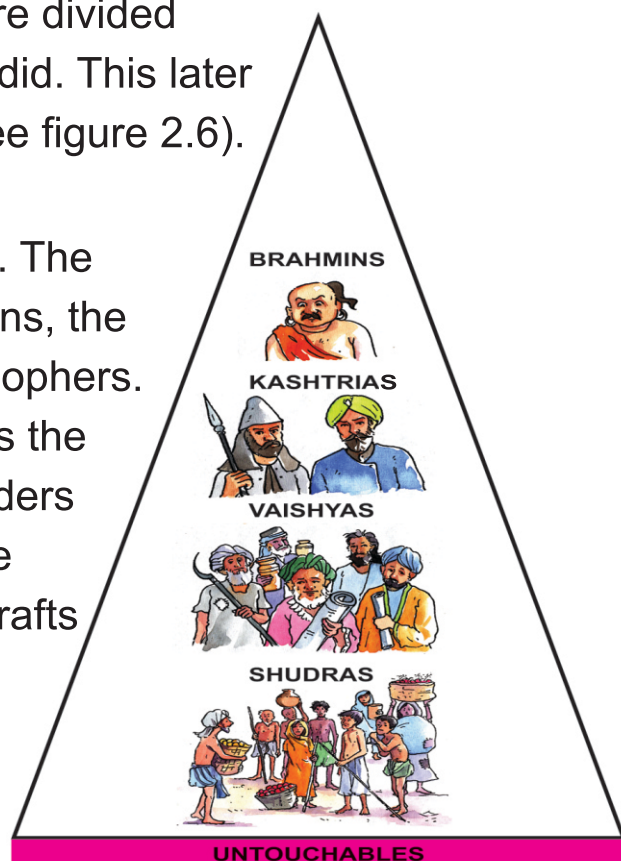 re divided
did. This later
ee figure 2.6).
. The
ns, the
ophers.
s the
ders
e
rafts
BRAHMINS
KASHTRIAS
VAISHYAS
SHUDRAS
UNTOUCHABLES